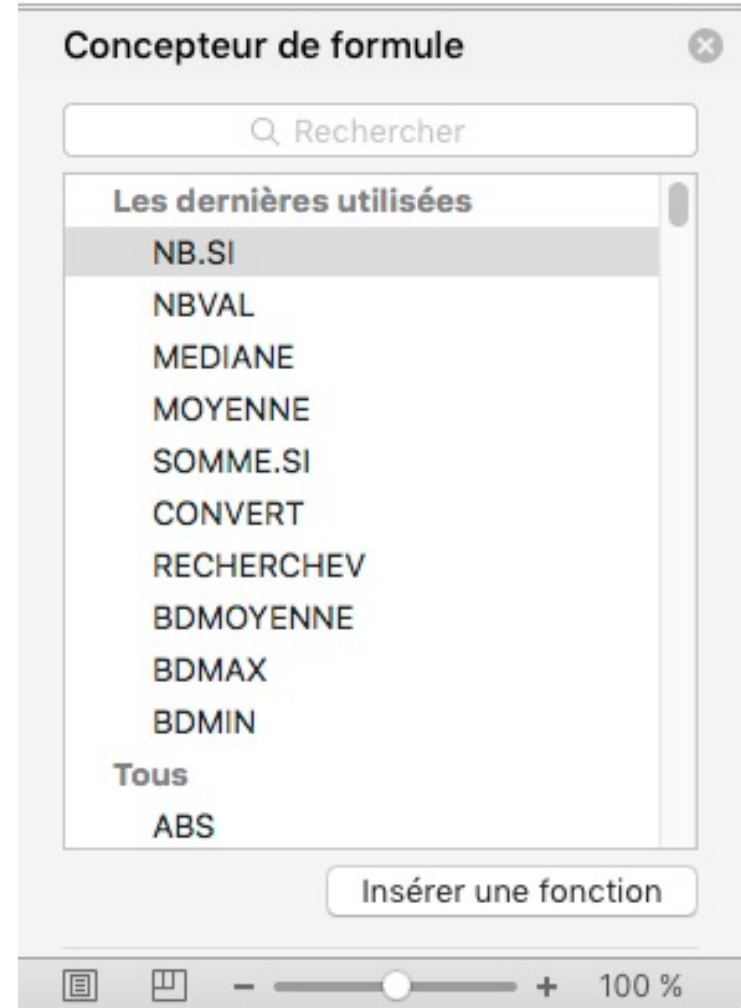 Concepteur de formule
Rechercher
Les dernières utilisées
NB.SI
NBVAL
MEDIANE
MOYENNE
SOMME.SI
CONVERT
RECHERCHEV
BDMOYENNE
BDMAX
BDMIN
Tous
ABS
Insérer une fonction
100 %